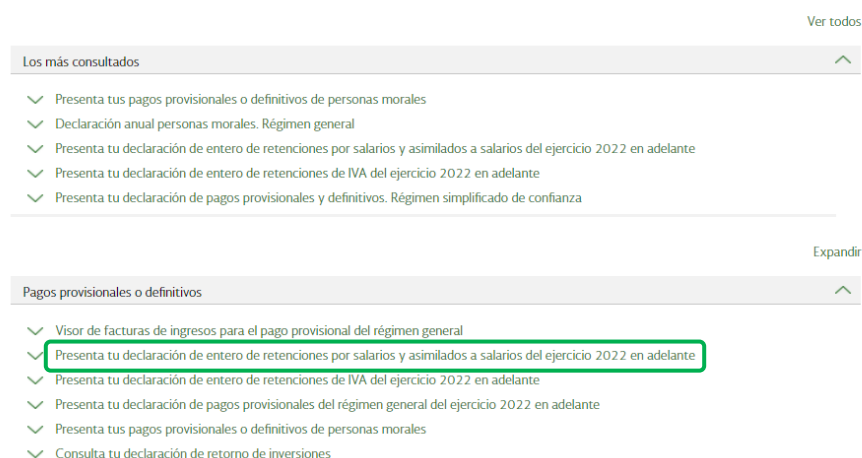 Ver todos
Los más consultados
Presenta tus pagos provisionales o definitivos de personas morales
Declaración anual personas morales. Régimen general
Presenta tu declaración de entero de retenciones por salarios y asimilados a salarios del ejercicio 2022 en adelante
Presenta tu declaración de entero de retenciones de IVA del ejercicio 2022 en adelante
Presenta tu declaración de pagos provisionales y definitivos. Régimen simplificado de confianza
Expandir
Pagos provisionales o definitivos
Visor de facturas de ingresos para el pago provisional del régimen general
Presenta tu declaración de entero de retenciones por salarios y asimilados a salarios del ejercicio 2022 en adelante
Presenta tu declaración de entero de retenciones de IVA del ejercicio 2022 en adelante
Presenta tu declaración de pagos provisionales del régimen general del ejercicio 2022 en adelante
Presenta tus pagos provisionales o definitivos de personas morales
Consulta tu declaración de retorno de inversiones